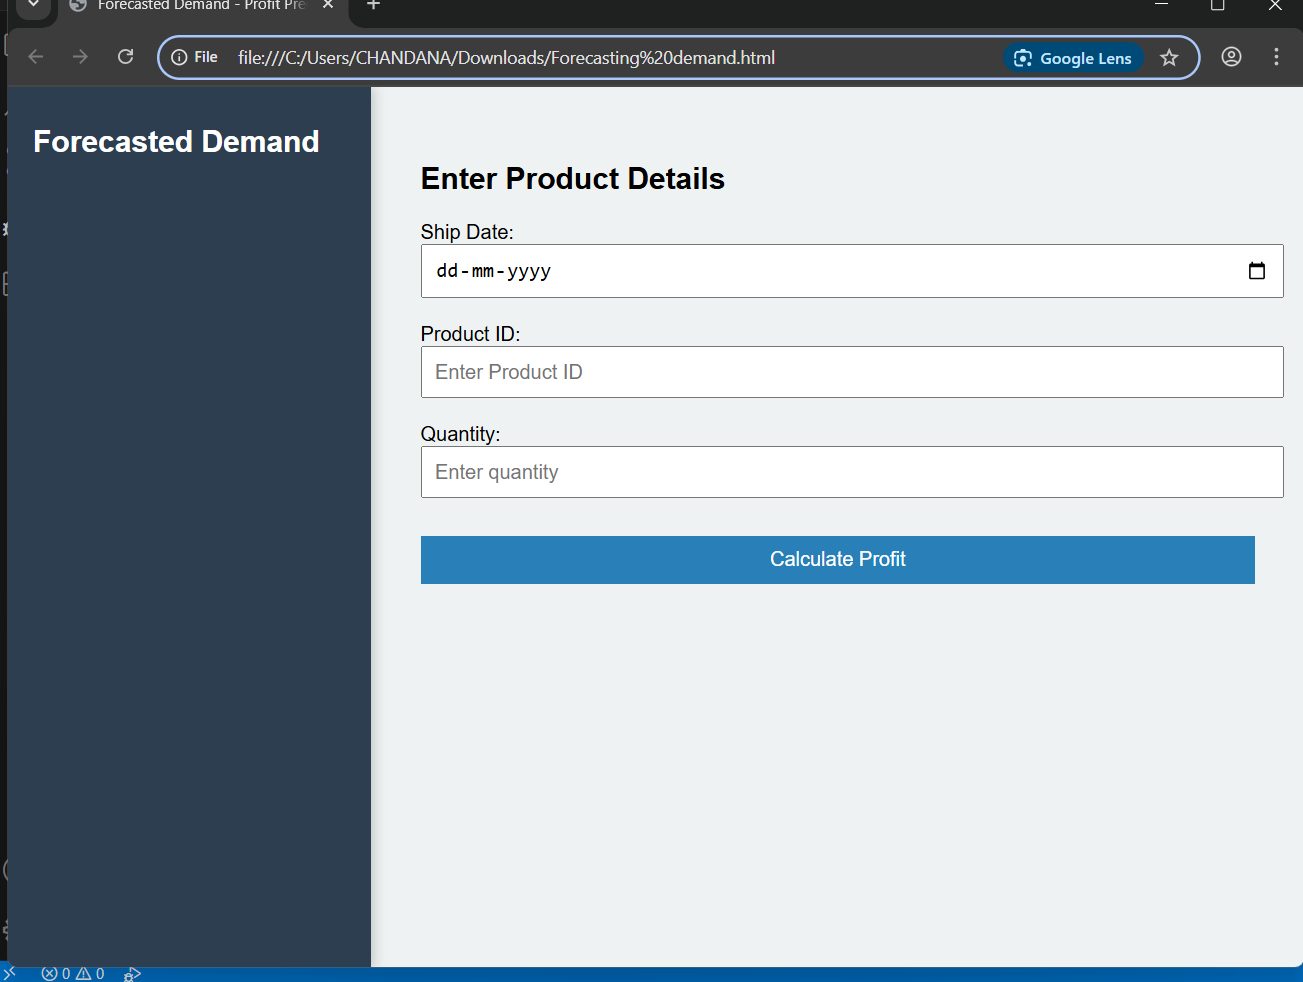 Forecasted Demand - Profit Pre
File file:///C:/Users/CHANDANA/Downloads/Forecasting%20demand.html Google Lens
Forecasted Demand
Enter Product Details
Ship Date:
dd-mm-yyyy
Product ID:
Enter Product ID
Quantity:
Enter quantity
Calculate Profit
0 0